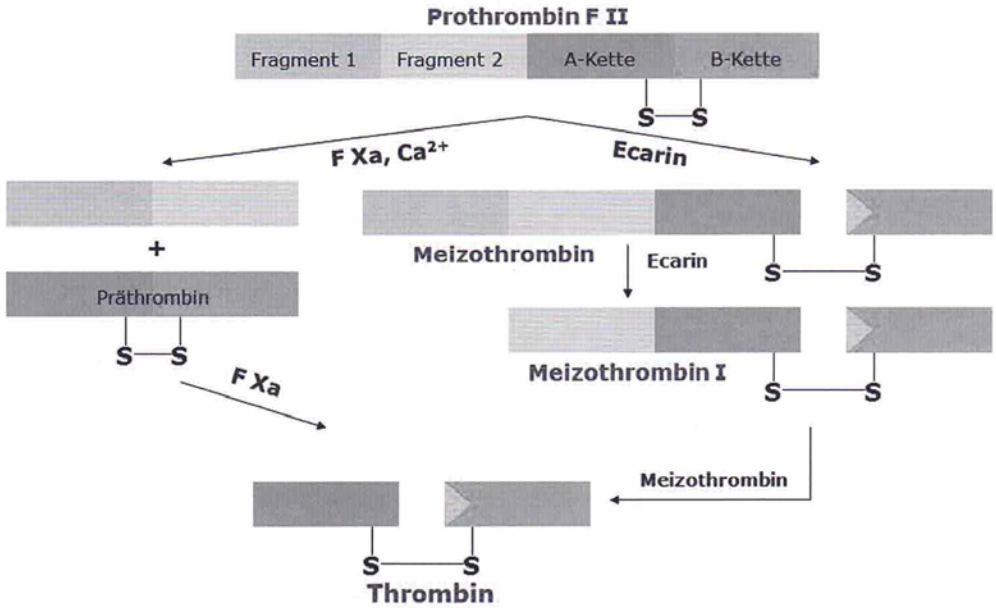 Prothrombin F II
Fragment 1 Fragment 2 A-Kette B-Kette
S S
F Xa, Ca²⁺ Ecarin
+
Meizothrombin Ecarin S S
Präthrombin
S S
Meizothrombin I S S
F Xa
Meizothrombin
S S
Thrombin